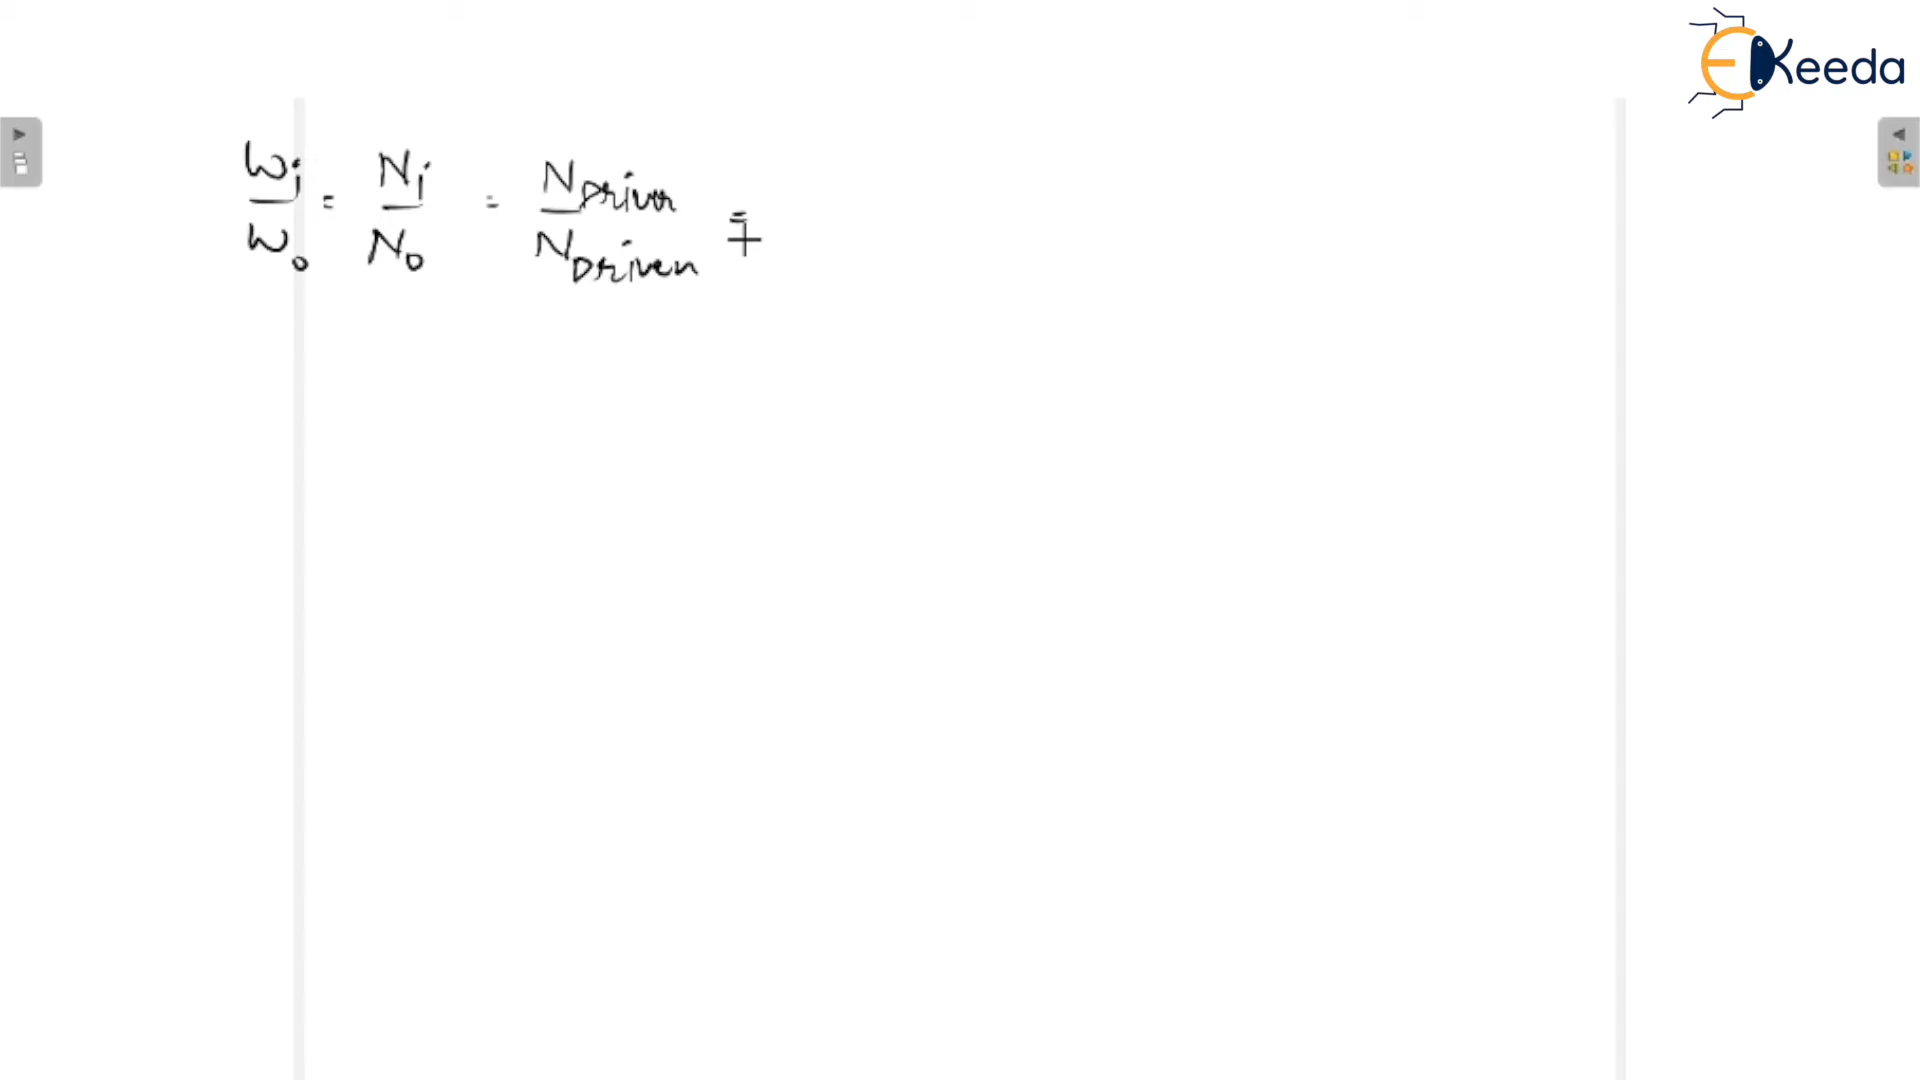 EKeeda
ωi/ωo = Ni/No = NDriver/NDriven =